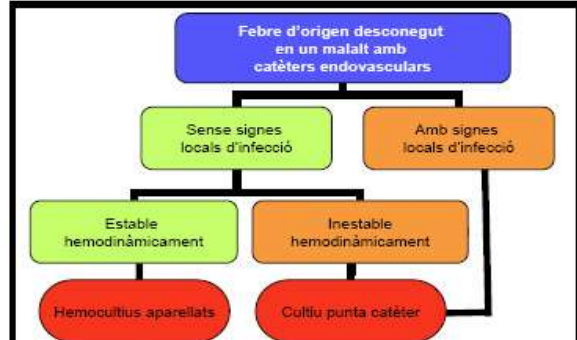 Febre d'origen desconegut
en un malalt amb
catèters endovasculars
Sense signes
locals d'infecció
Amb signes
locals d'infecció
Estable
hemodinàmicament
Inestable
hemodinàmicament
Hemocultius aparellats
Cultiu punta catèter